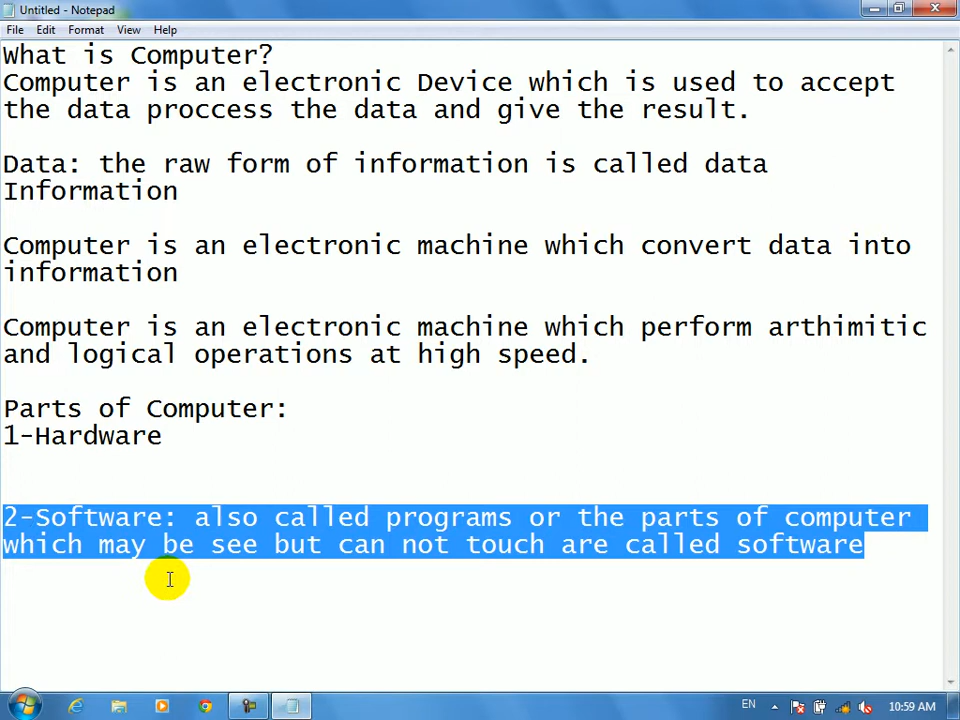 Untitled - Notepad
File Edit Format View Help
What is Computer?
Computer is an electronic Device which is used to accept
the data proccess the data and give the result.
Data: the raw form of information is called data
Information
Computer is an electronic machine which convert data into
information
Computer is an electronic machine which perform arthimitic
and logical operations at high speed.
Parts of Computer:
1-Hardware
2-Software: also called programs or the parts of computer
which may be see but can not touch are called software
EN 10:59 AM